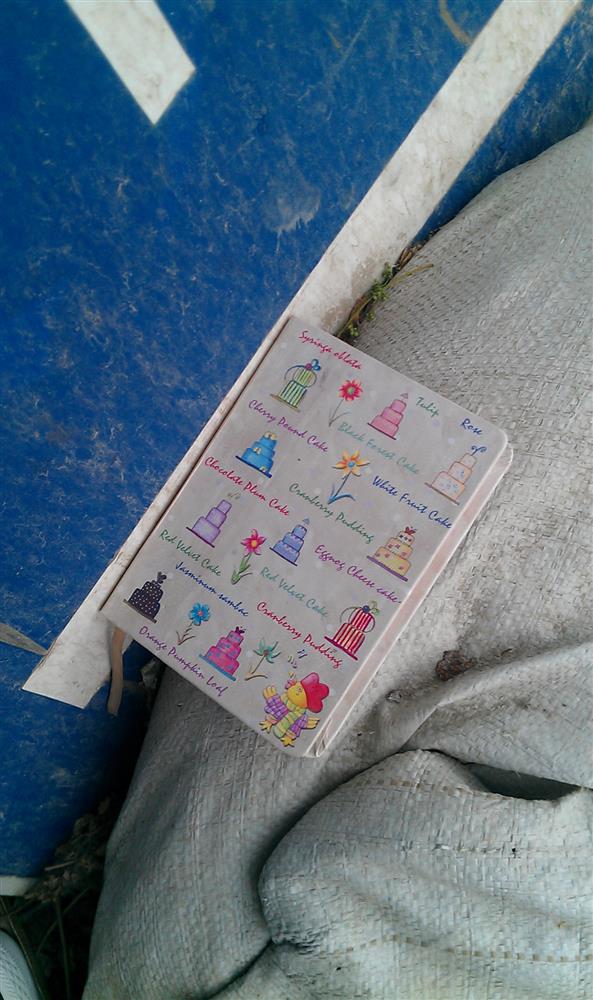 Syringa oblata
Tulip
Rose
Cherry Pound Cake
Black Forest Cake
White Fruit Cake
Chocolate Plum Cake
Cranberry Pudding
Eggnog Cheese cake
Red Velvet Cake
Red Velvet Cake
Jasminum sambac
Cranberry Pudding
Orange Pumpkin Loaf